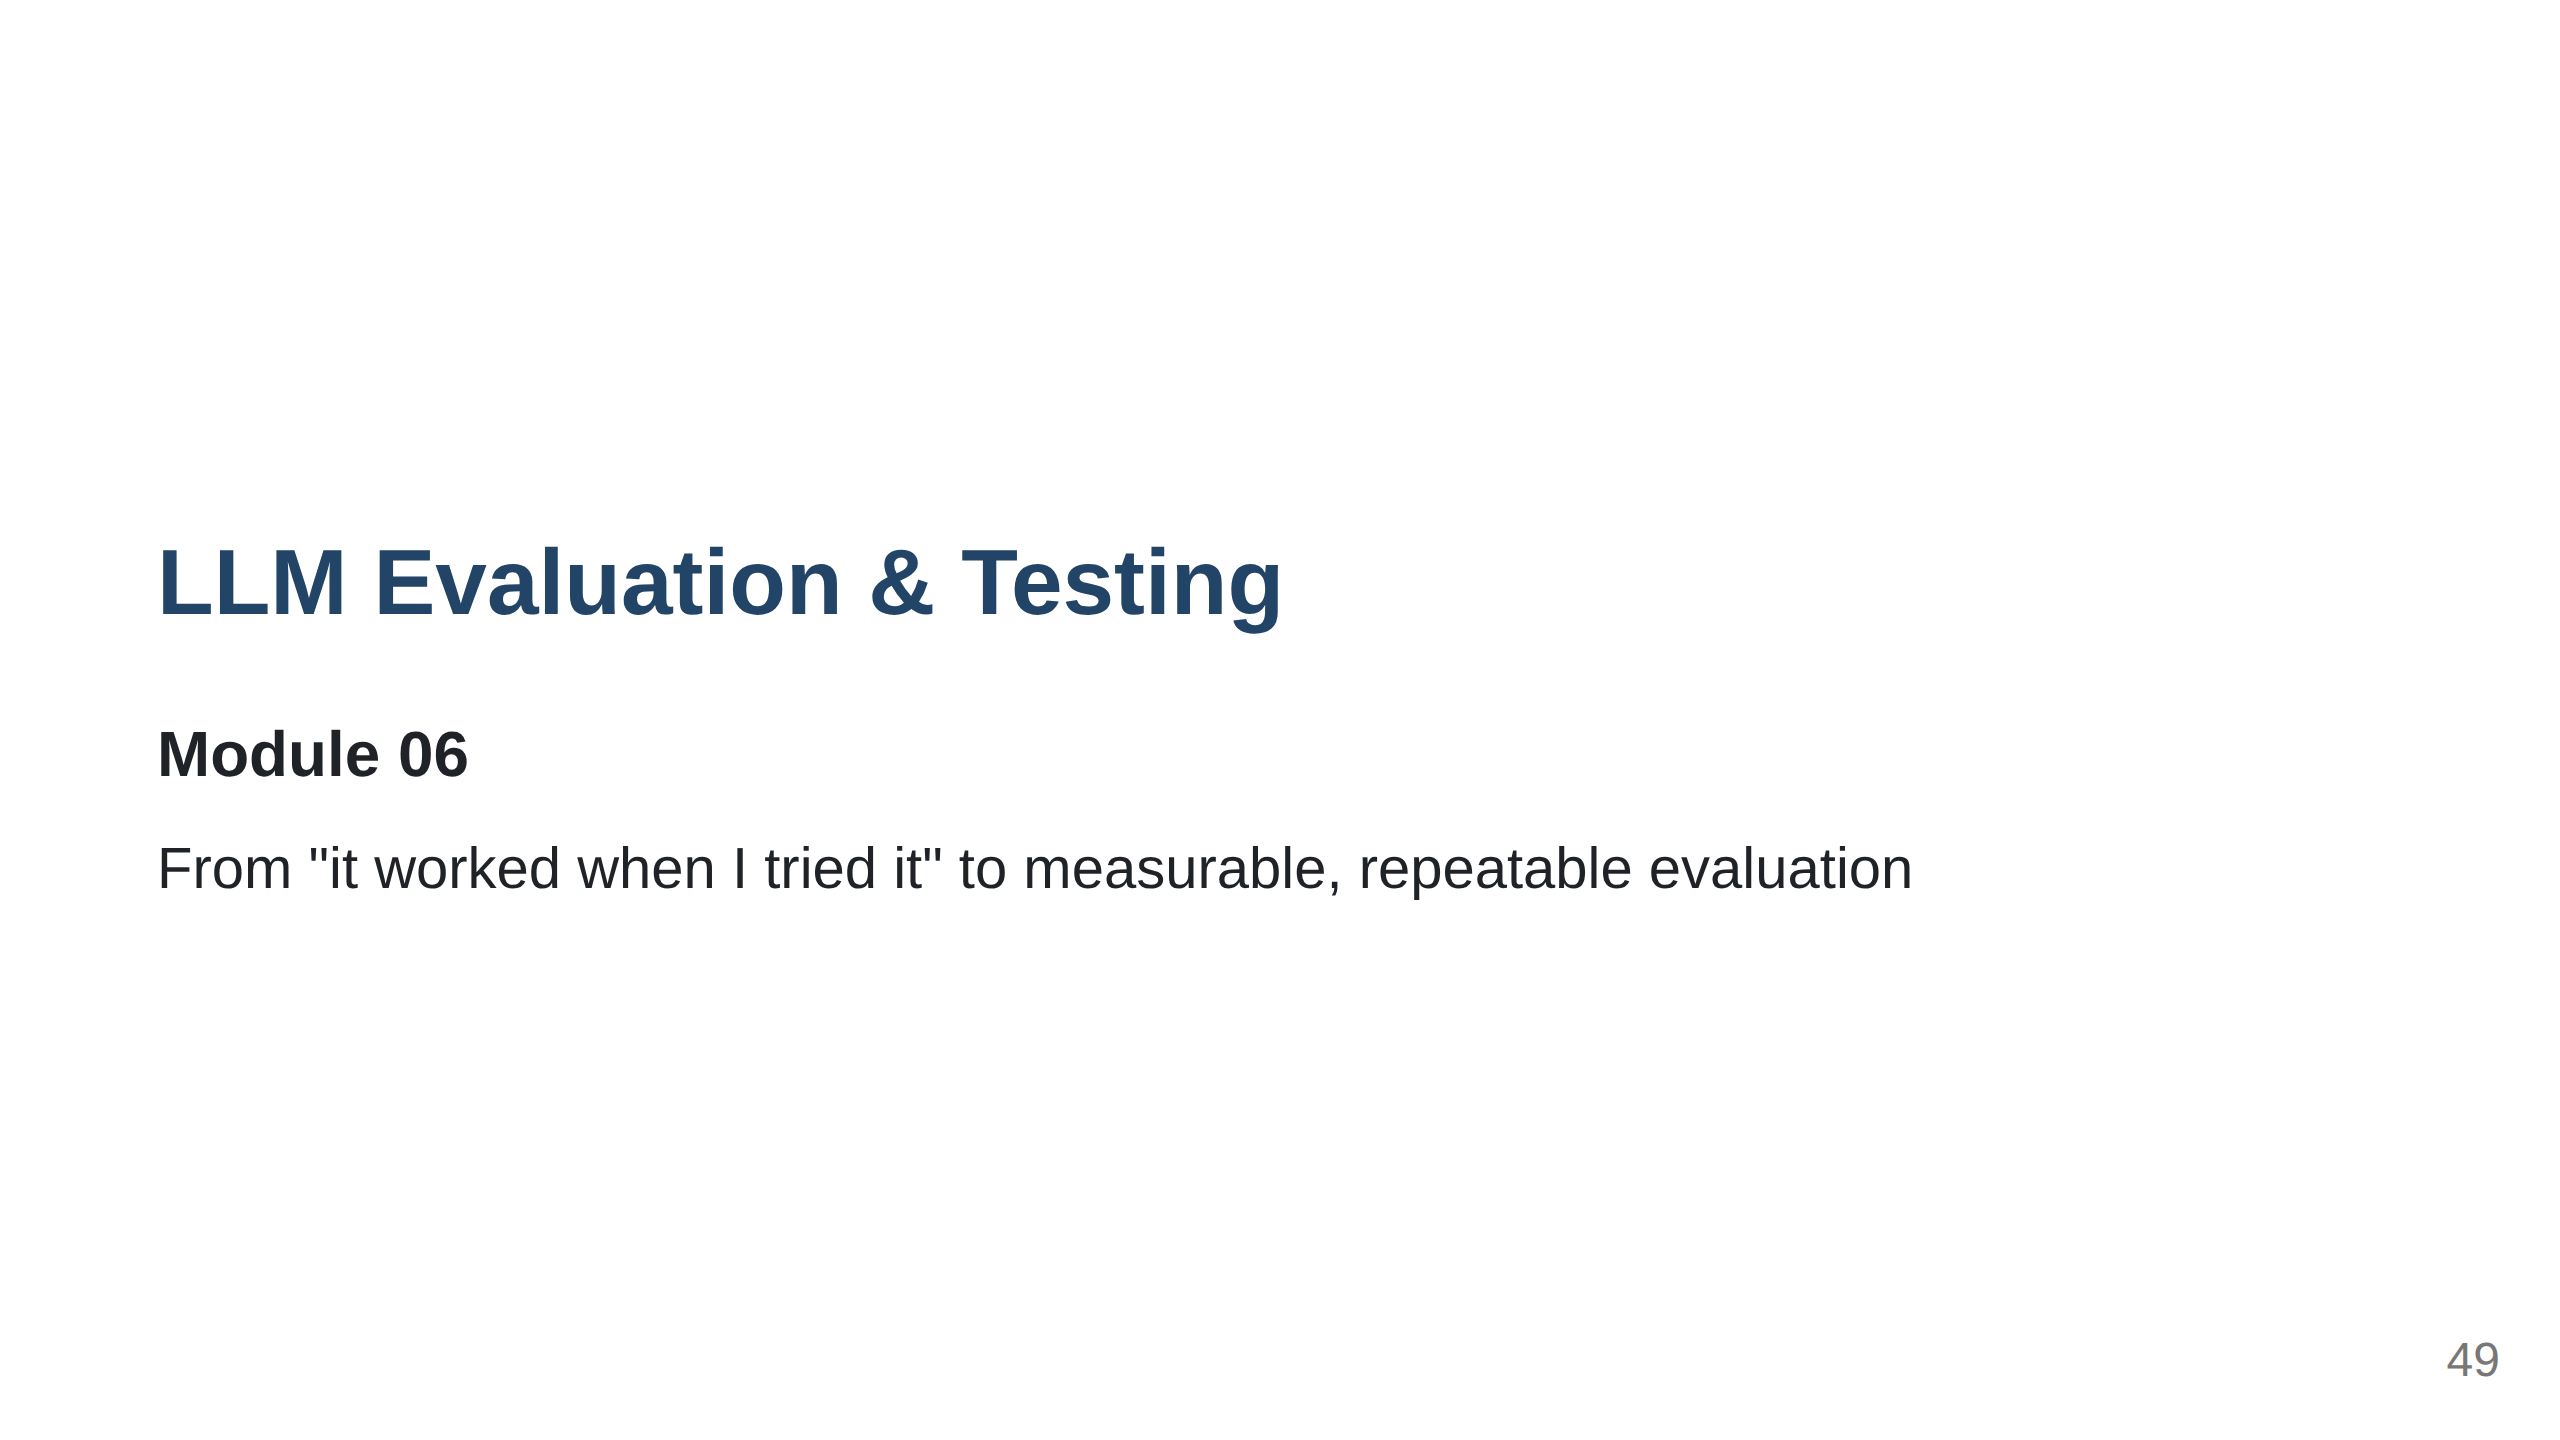 LLM Evaluation & Testing
Module 06
From "it worked when I tried it" to measurable, repeatable evaluation
49